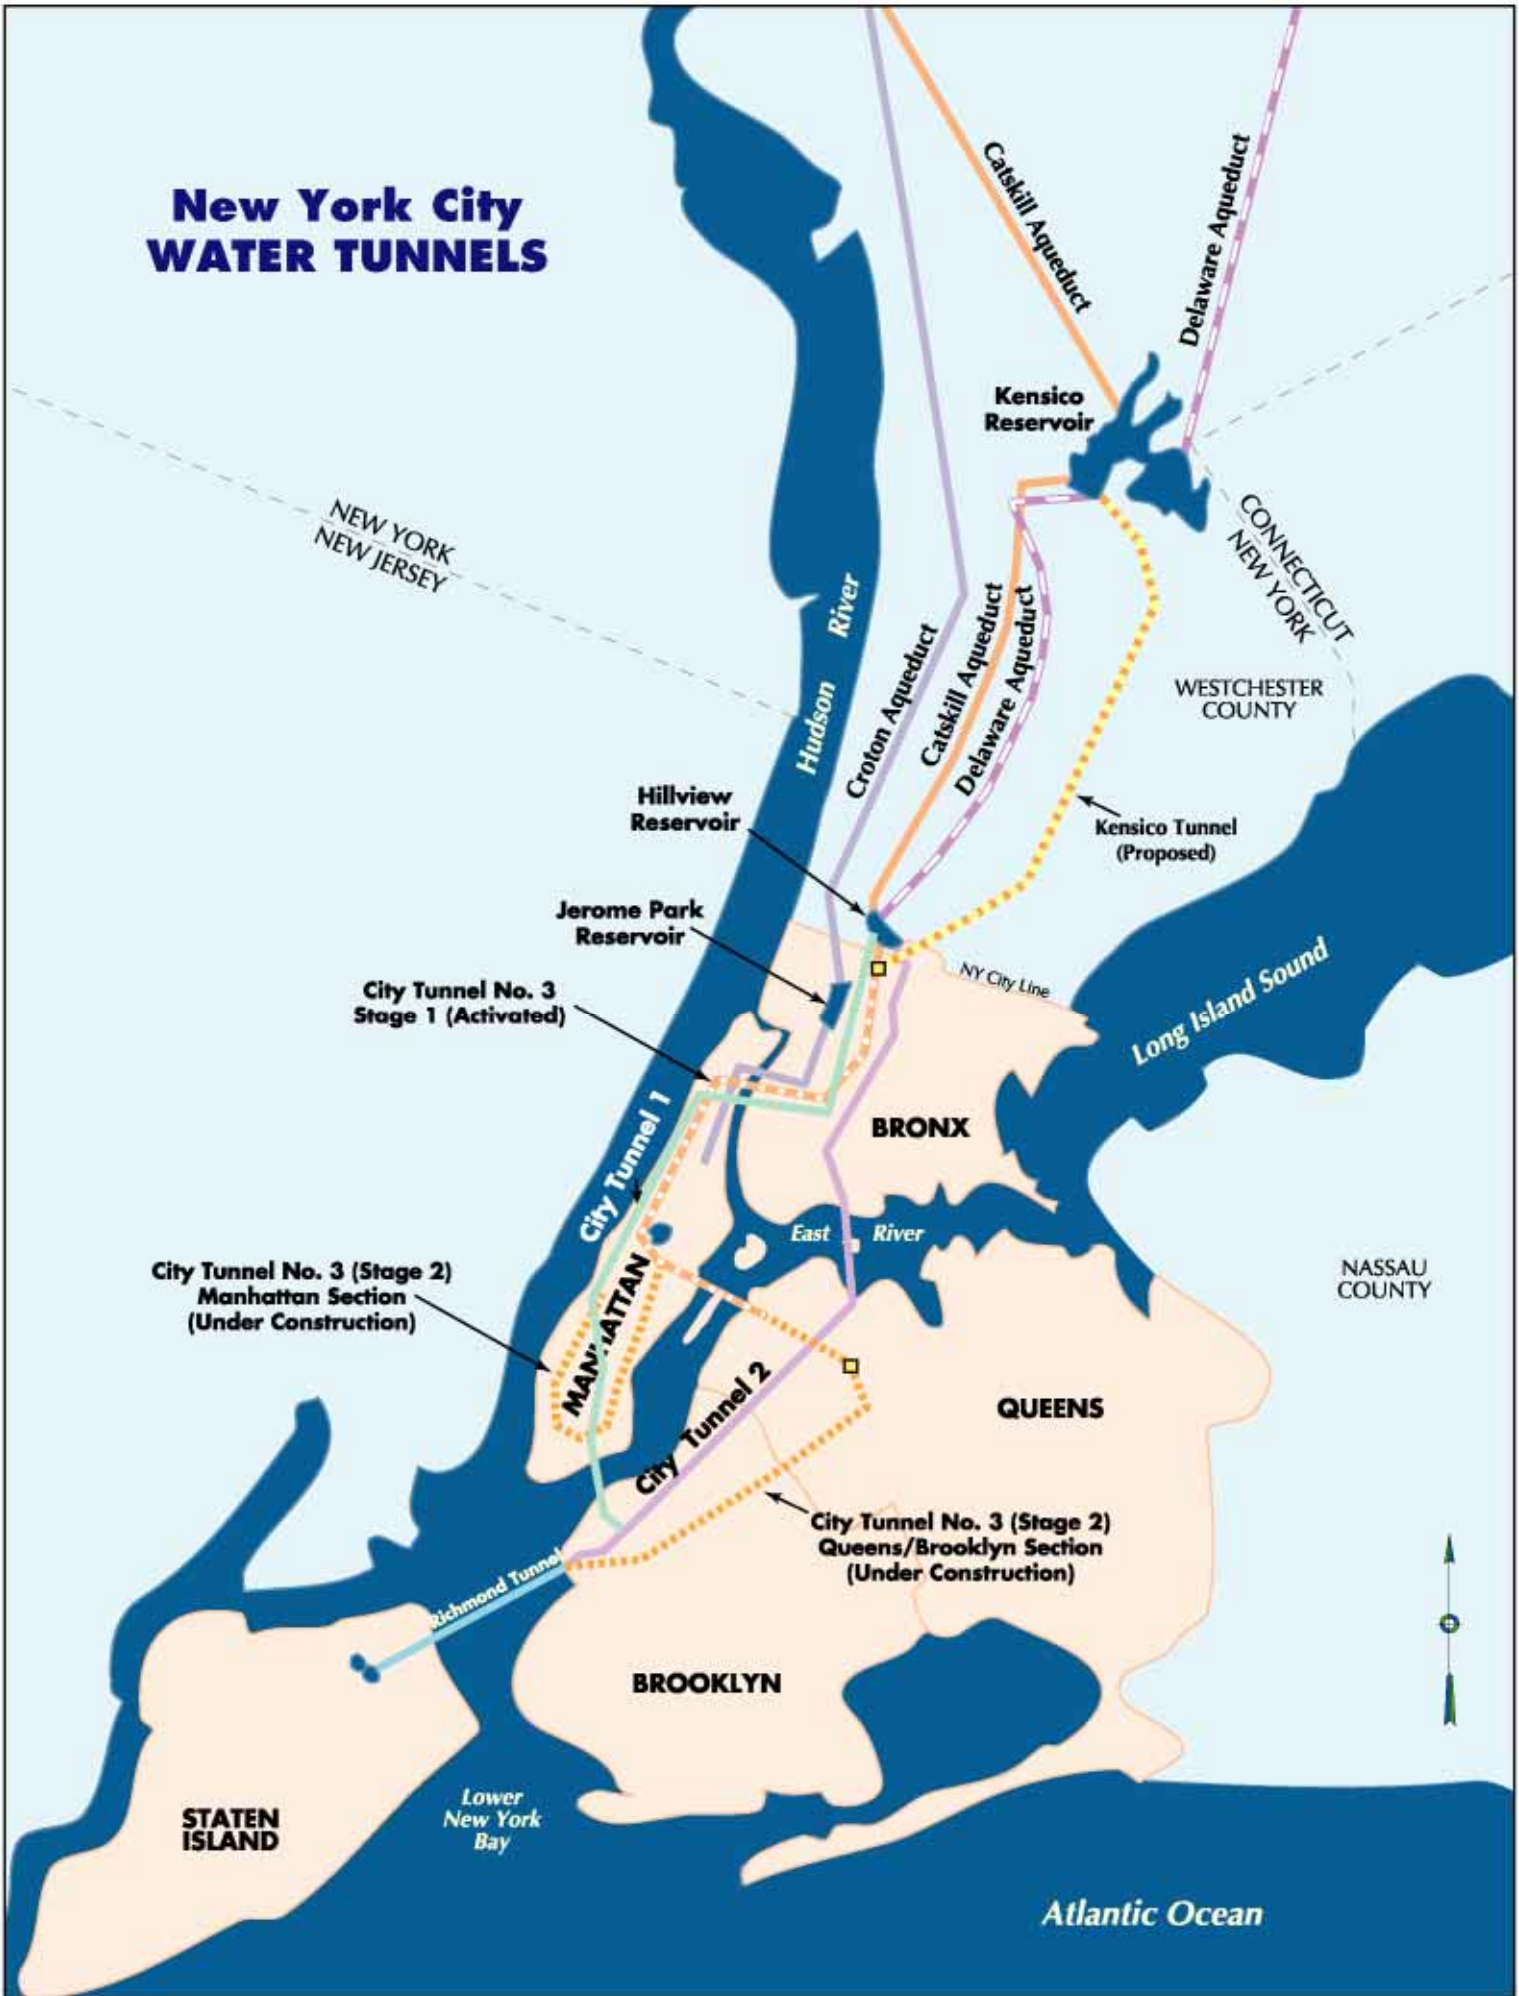 New York City
WATER TUNNELS
Catskill Aqueduct
Delaware Aqueduct
Kensico
Reservoir
NEW YORK
NEW JERSEY
CONNECTICUT
NEW YORK
Hudson River
Croton Aqueduct
Catskill Aqueduct
Delaware Aqueduct
WESTCHESTER
COUNTY
Hillview
Reservoir
Kensico Tunnel
(Proposed)
Jerome Park
Reservoir
NY City Line
Long Island Sound
City Tunnel No. 3
Stage 1 (Activated)
City Tunnel 1
BRONX
East River
City Tunnel No. 3 (Stage 2)
Manhattan Section
(Under Construction)
MANHATTAN
NASSAU
COUNTY
City Tunnel 2
QUEENS
City Tunnel No. 3 (Stage 2)
Queens/Brooklyn Section
(Under Construction)
Richmond Tunnel
BROOKLYN
STATEN
ISLAND
Lower
New York
Bay
Atlantic Ocean